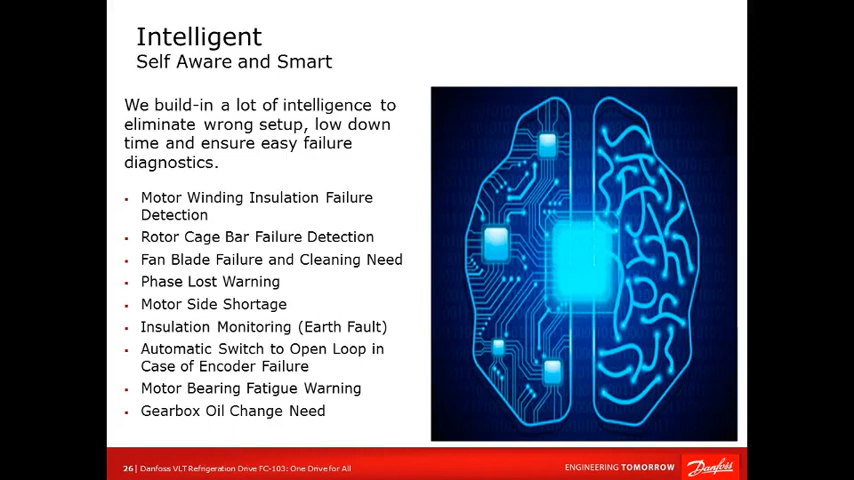 Intelligent
Self Aware and Smart
We build-in a lot of intelligence to
eliminate wrong setup, low down
time and ensure easy failure
diagnostics.
Motor Winding Insulation Failure
Detection
Rotor Cage Bar Failure Detection
Fan Blade Failure and Cleaning Need
Phase Lost Warning
Motor Side Shortage
Insulation Monitoring (Earth Fault)
Automatic Switch to Open Loop in
Case of Encoder Failure
Motor Bearing Fatigue Warning
Gearbox Oil Change Need
26 | Danfoss VLT Refrigeration Drive FC-103: One Drive for All
ENGINEERING TOMORROW
Danfoss